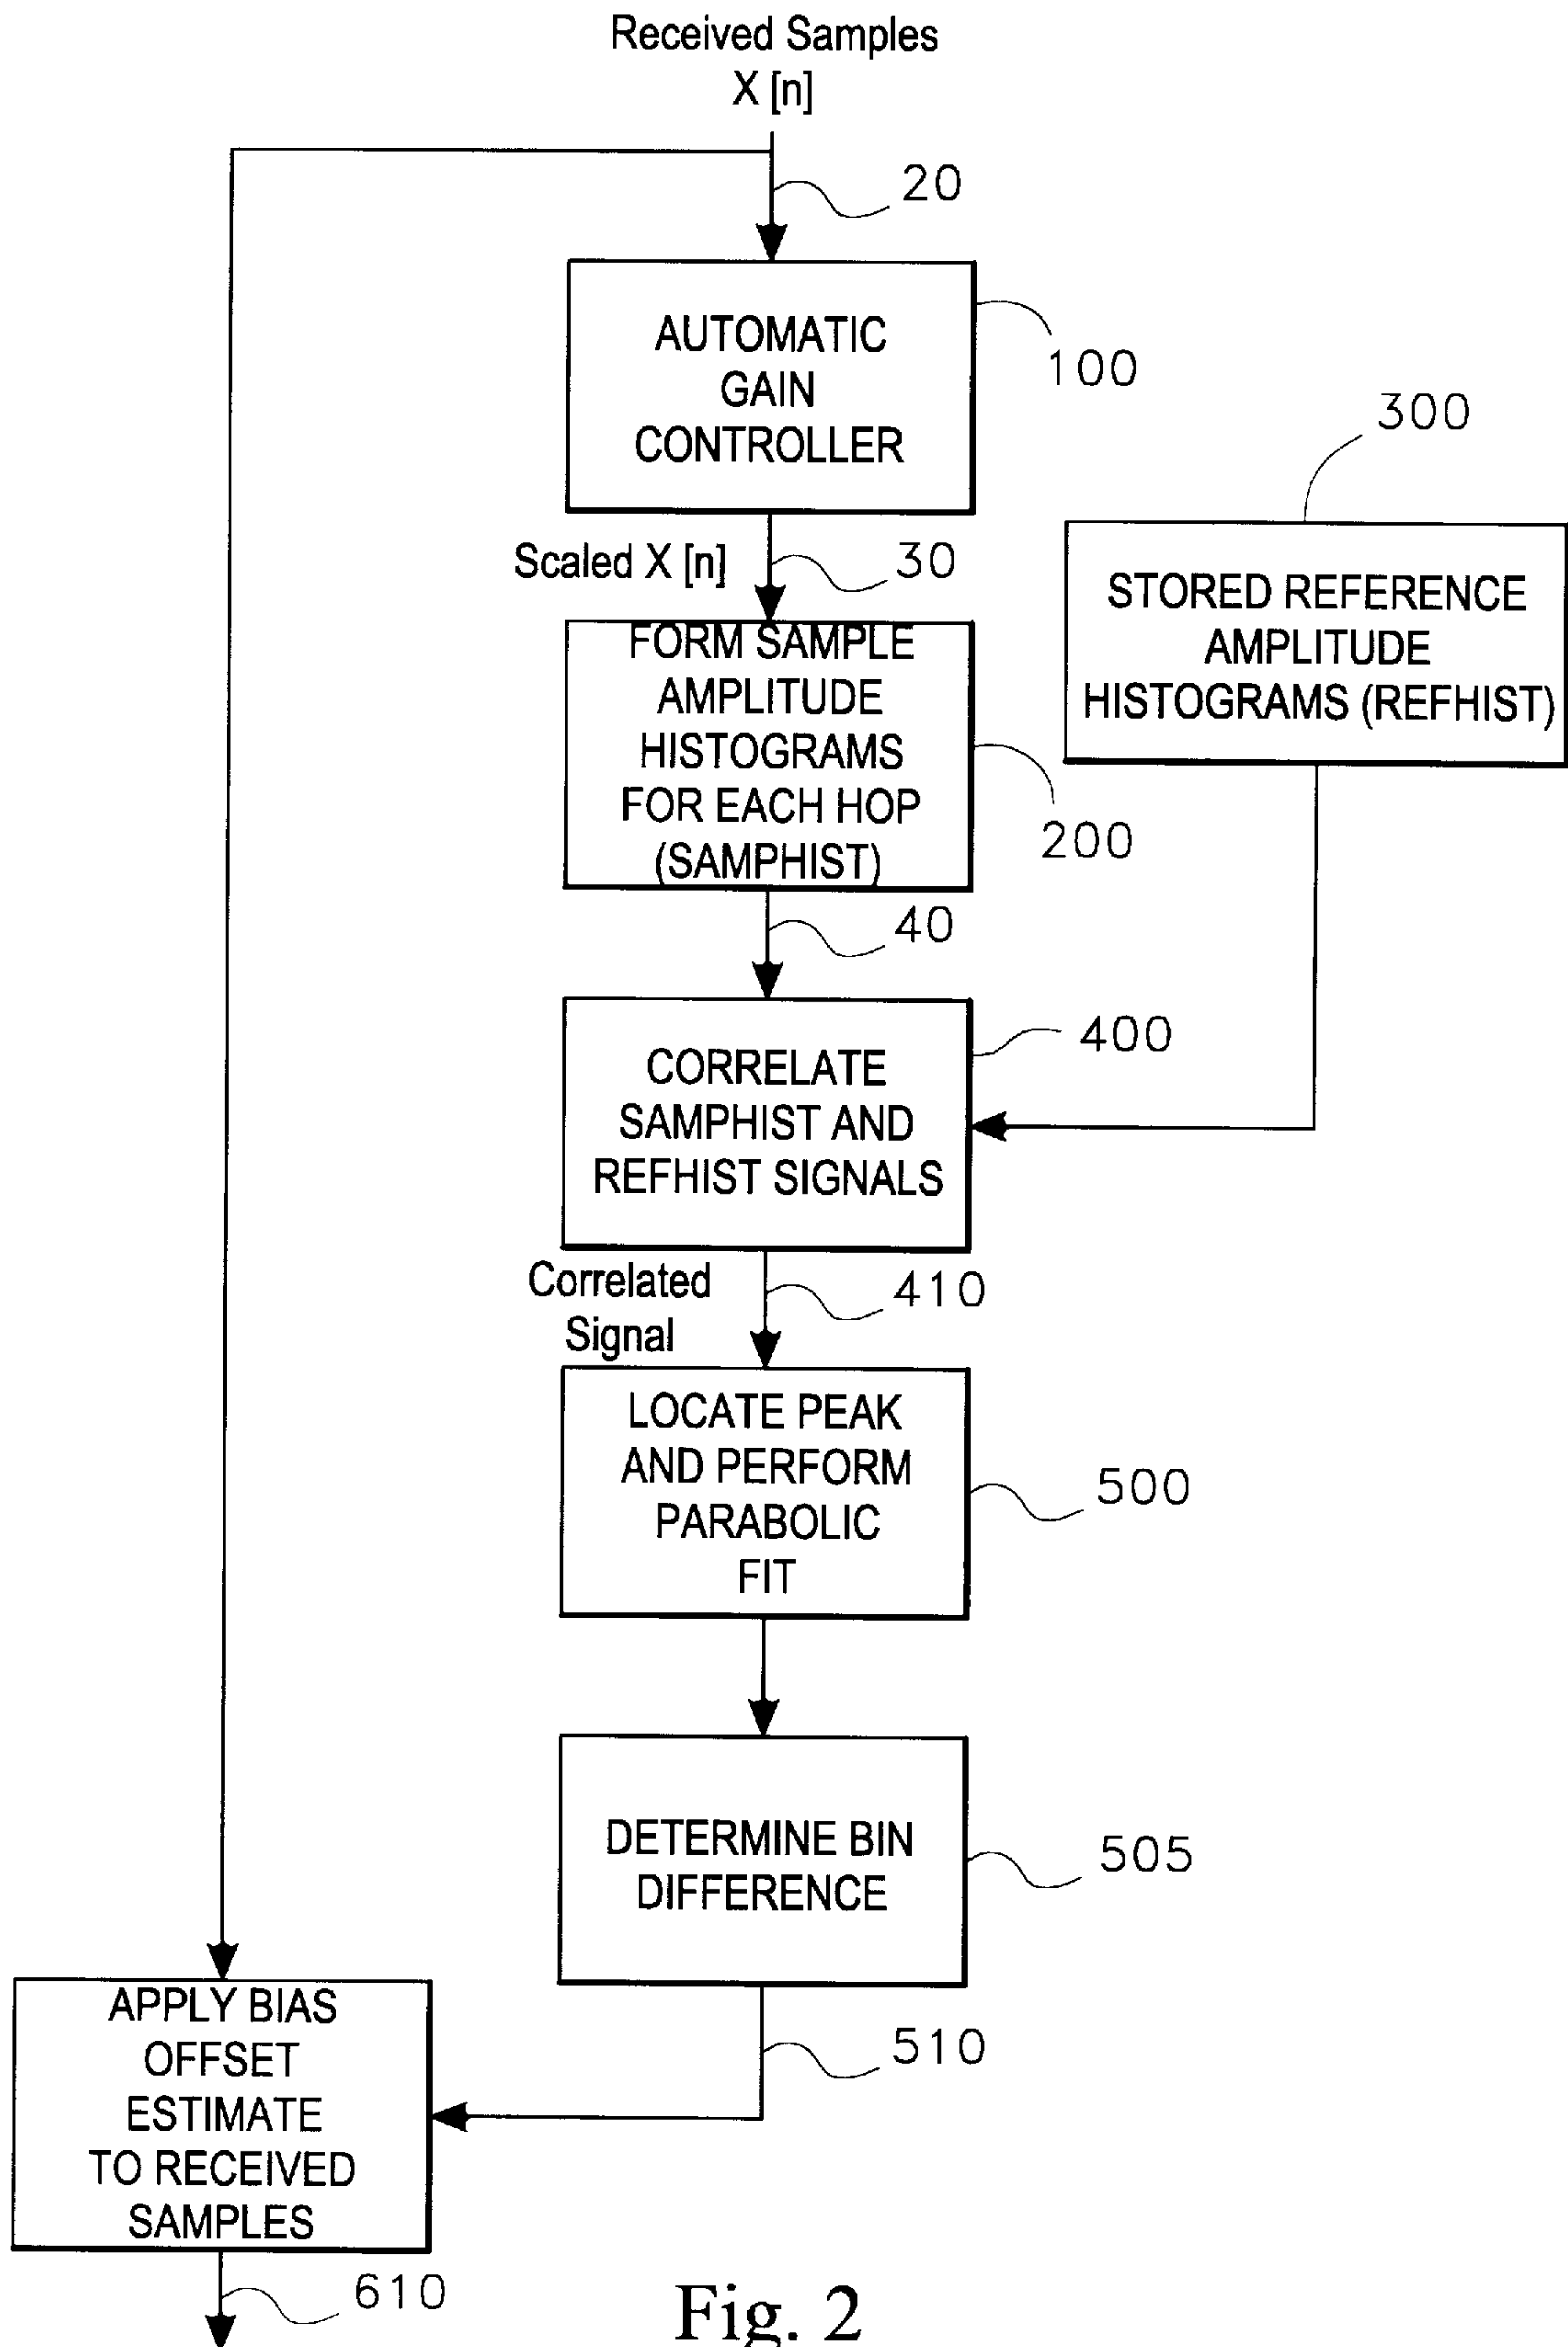 Received Samples
X [n]
20
AUTOMATIC
GAIN
CONTROLLER
100
300
Scaled X [n]
30
STORED REFERENCE
AMPLITUDE
HISTOGRAMS (REFHIST)
FORM SAMPLE
AMPLITUDE
HISTOGRAMS
FOR EACH HOP
(SAMPHIST)
200
40
400
CORRELATE
SAMPHIST AND
REFHIST SIGNALS
Correlated
Signal
410
LOCATE PEAK
AND PERFORM
PARABOLIC
FIT
500
DETERMINE BIN
DIFFERENCE
505
APPLY BIAS
OFFSET
ESTIMATE
TO RECEIVED
SAMPLES
510
610
Fig. 2